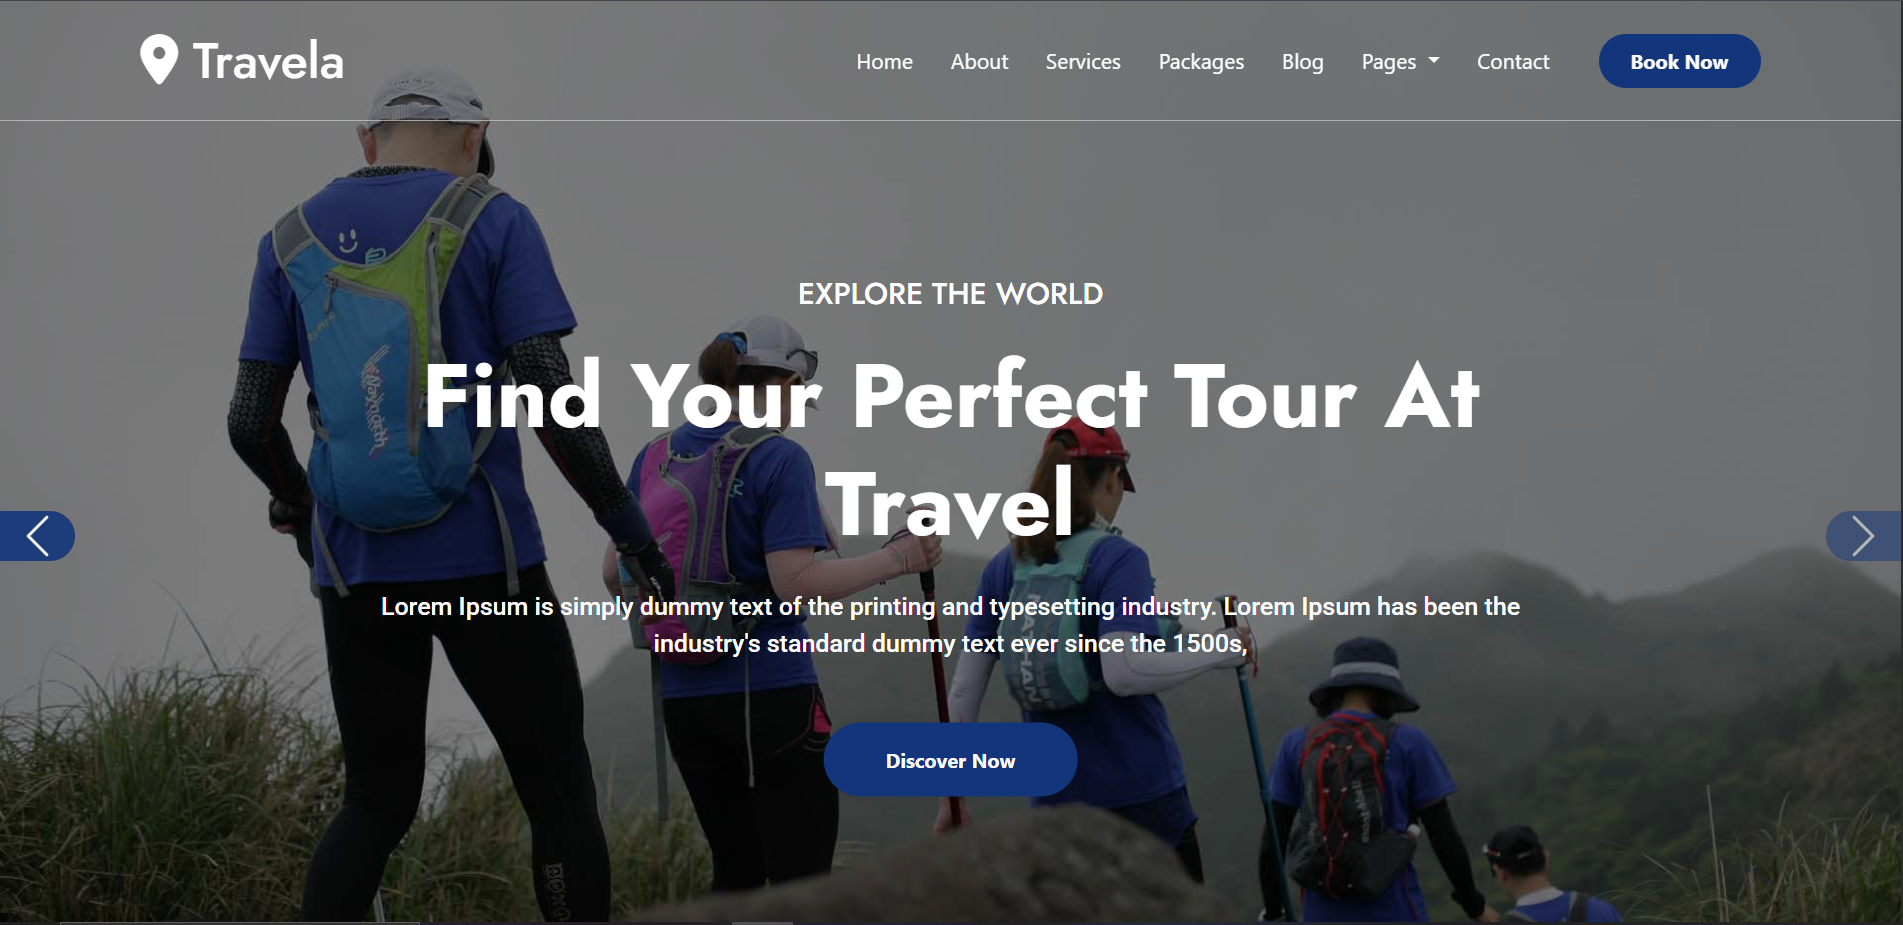 Travela
Home About Services Packages Blog Pages Contact Book Now
EXPLORE THE WORLD
Find Your Perfect Tour At
Travel
Lorem Ipsum is simply dummy text of the printing and typesetting industry. Lorem Ipsum has been the
industry's standard dummy text ever since the 1500s,
Discover Now